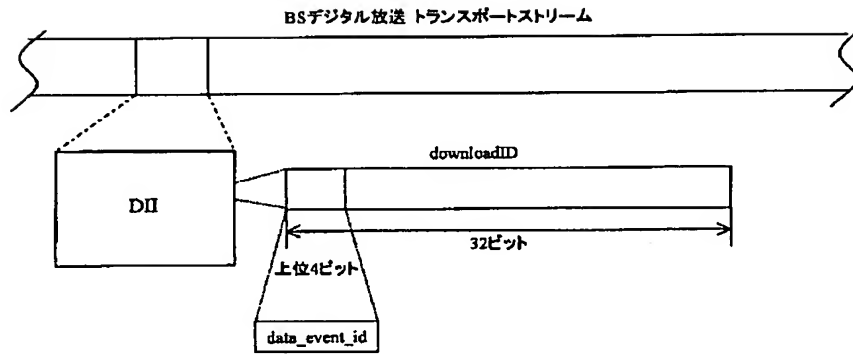 BSデジタル放送 トランスポートストリーム
downloadID
DII
32ビット
上位4ビット
data_event_id